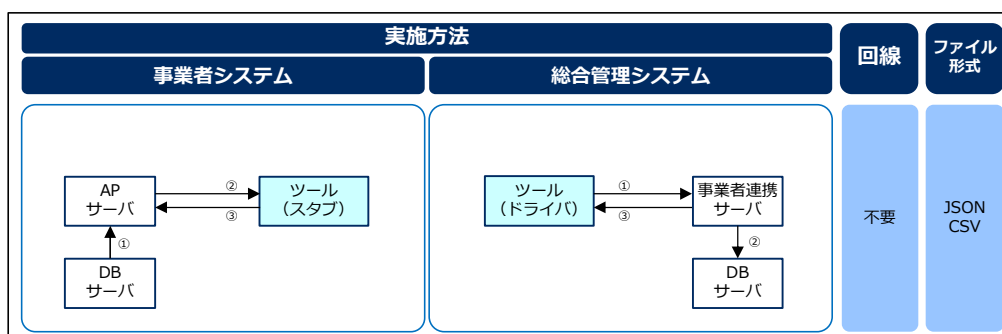 実施方法
回線
ファイル
形式
事業者システム
総合管理システム
AP
サーバ
②
③
ツール
（スタブ）
①
DB
サーバ
ツール
（ドライバ）
①
③
事業者連携
サーバ
②
DB
サーバ
不要
JSON
CSV